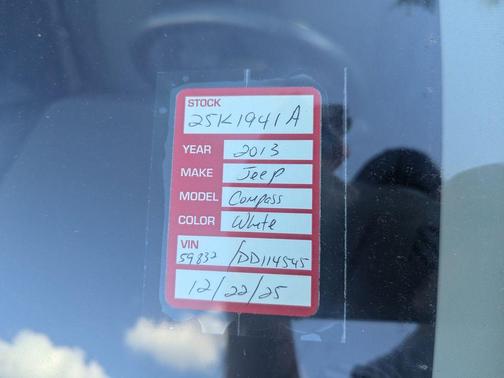 STOCK
25K1941A
YEAR 2013
MAKE Jeep
MODEL Compass
COLOR White
VIN
59832 /DD114545
12/22/25